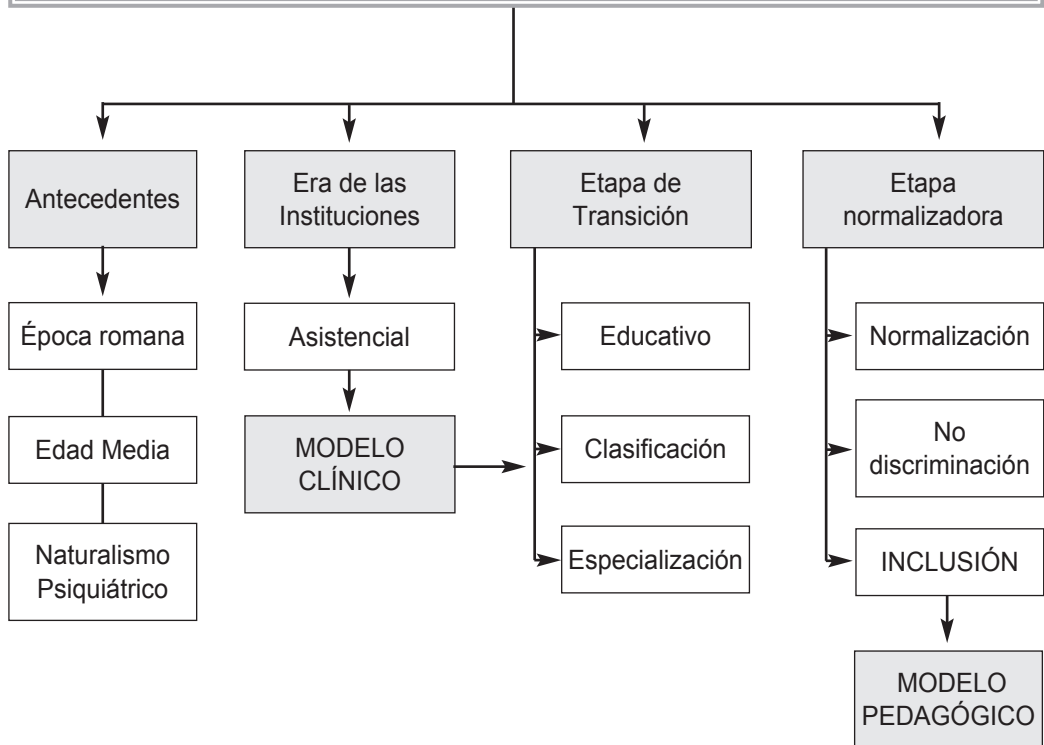 Antecedentes
Época romana
Edad Media
Naturalismo
Psiquiátrico
Era de las
Instituciones
Asistencial
MODELO
CLÍNICO
Etapa de
Transición
Educativo
Clasificación
Especialización
Etapa
normalizadora
Normalización
No
discriminación
INCLUSIÓN
MODELO
PEDAGÓGICO